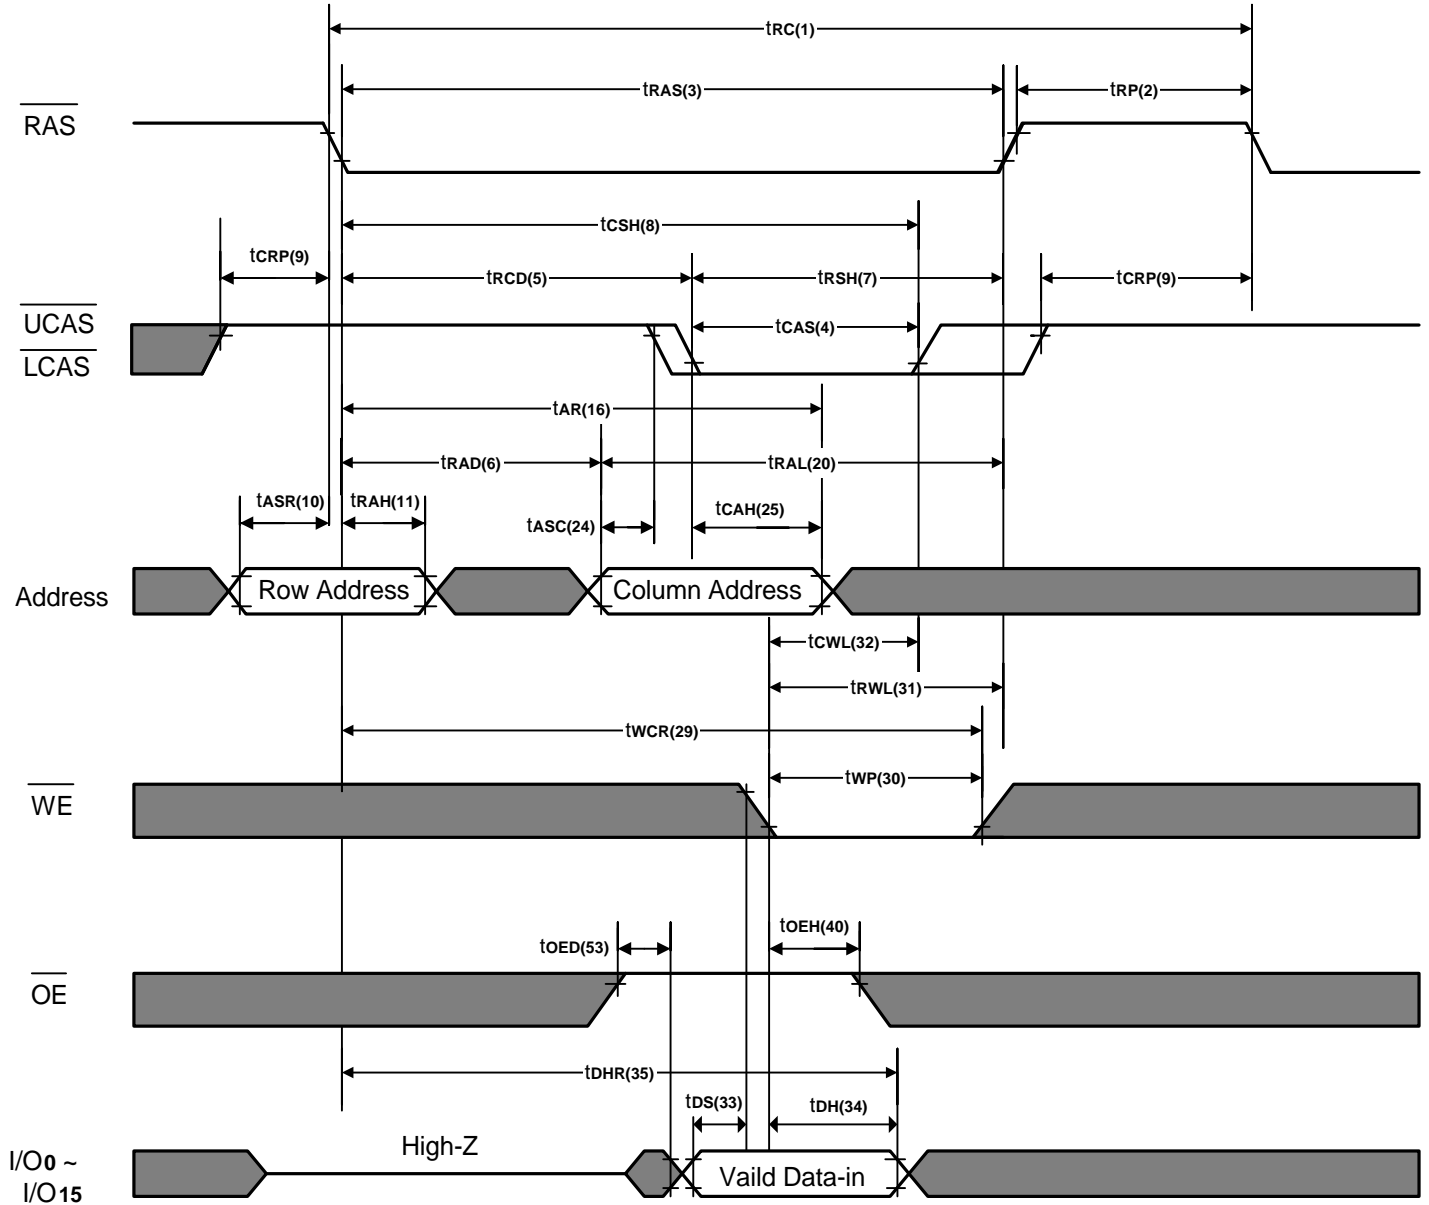 tRC(1)
tRAS(3)
tRP(2)
RAS
tCSH(8)
tCRP(9)
tRCD(5)
tRSH(7)
tCRP(9)
UCAS
tCAS(4)
LCAS
tAR(16)
tRAD(6)
tRAL(20)
tASR(10)
tRAH(11)
tASC(24)
tCAH(25)
Address
Row Address
Column Address
tCWL(32)
tRWL(31)
tWCR(29)
tWP(30)
WE
tOED(53)
tOEH(40)
OE
tDHR(35)
tDS(33)
tDH(34)
High-Z
I/O0 ~
I/O15
Vaild Data-in